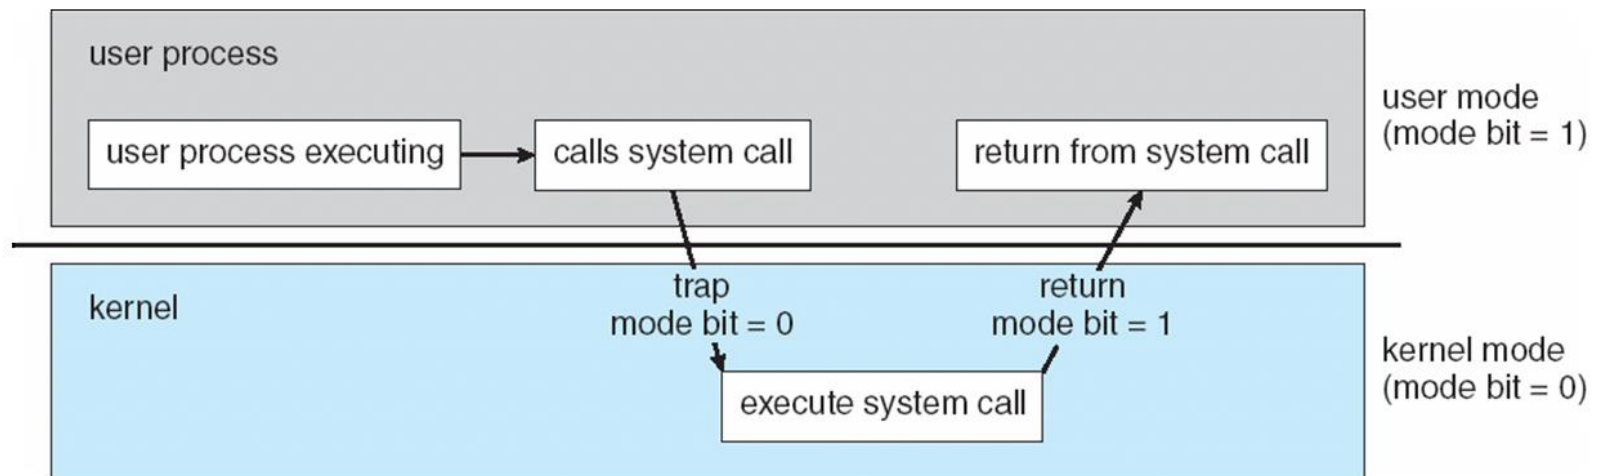 user process
user process executing
calls system call
return from system call
user mode
(mode bit = 1)
kernel
trap
mode bit = 0
return
mode bit = 1
execute system call
kernel mode
(mode bit = 0)